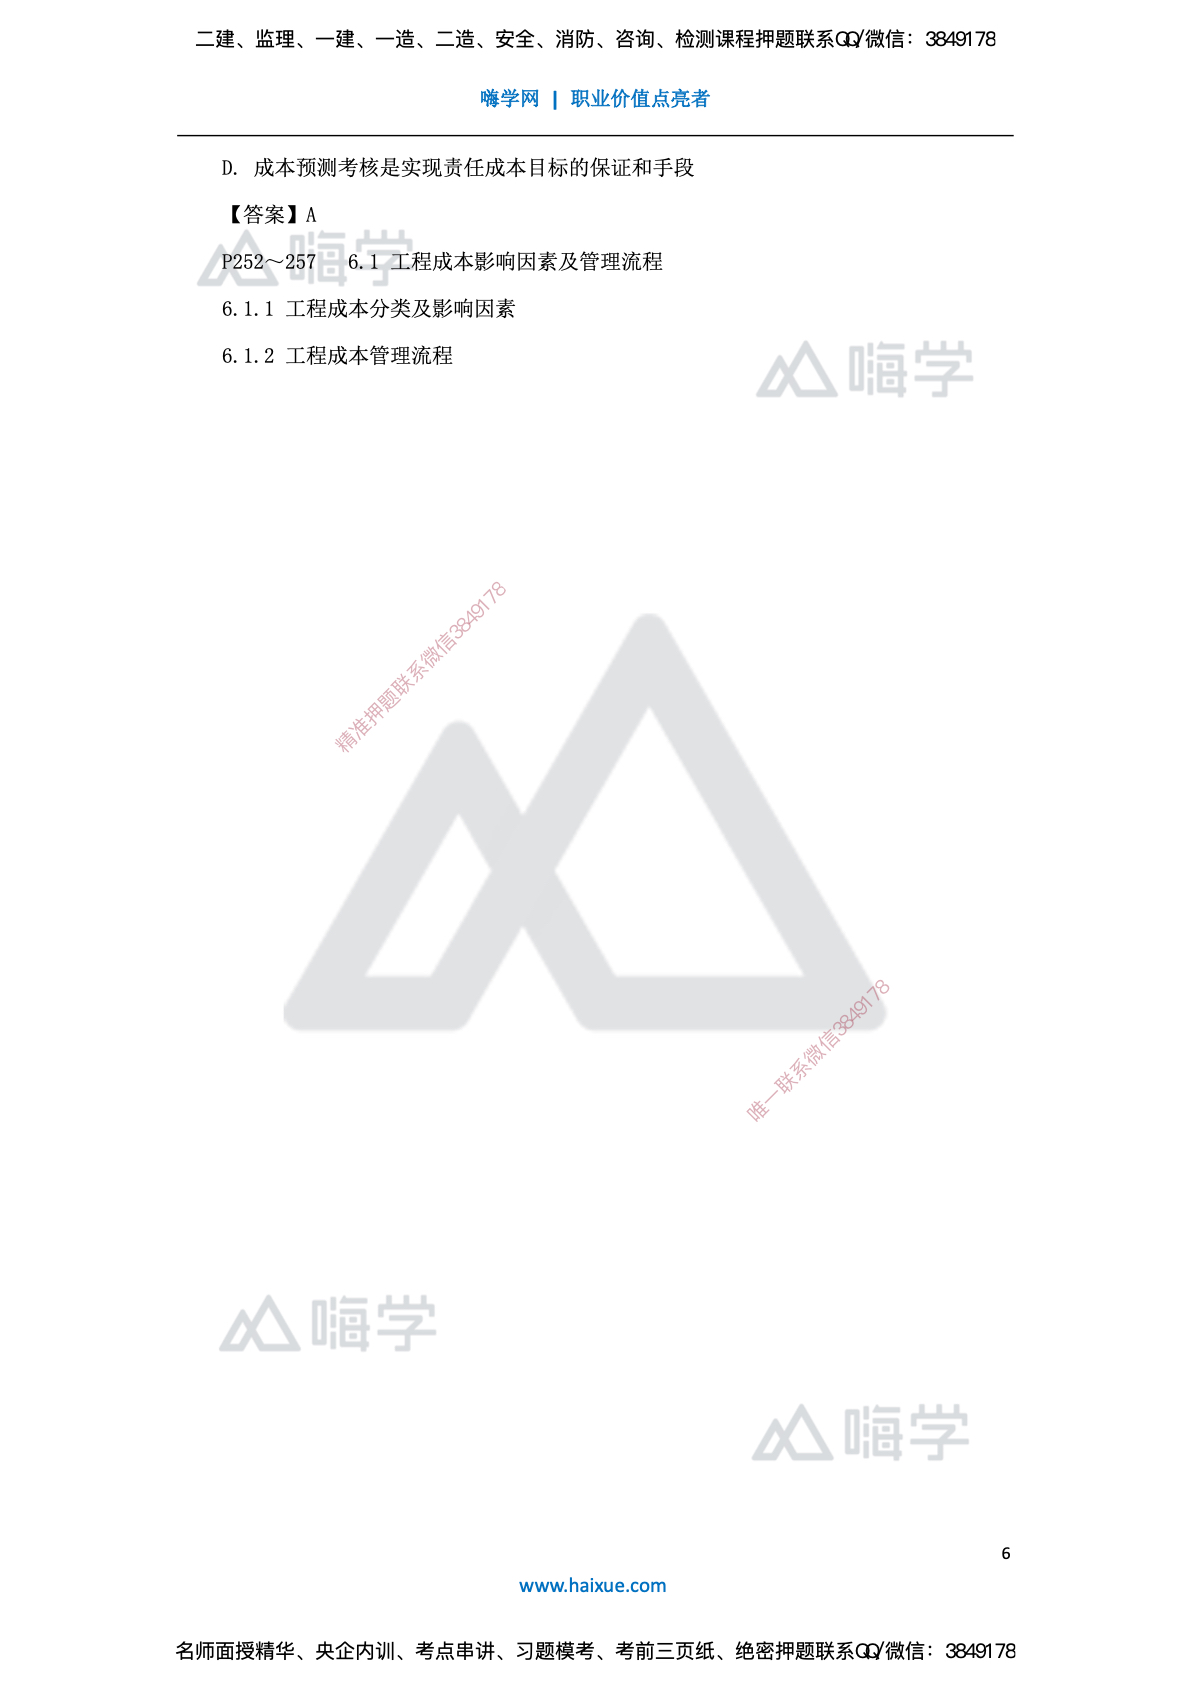 二建、监理、一建、一造、二造、安全、消防、咨询、检测课程押题联系QQ/微信：3849178
嗨学网 | 职业价值点亮者
D. 成本预测考核是实现责任成本目标的保证和手段
【答案】A
嗨学
P252～257 6.1 工程成本影响因素及管理流程
6.1.1 工程成本分类及影响因素
6.1.2 工程成本管理流程
嗨学
精准押题联系微信3849178
唯一联系微信3849178
嗨学
嗨学
6
www.haixue.com
名师面授精华、央企内训、考点串讲、习题模考、考前三页纸、绝密押题联系QQ/微信：3849178